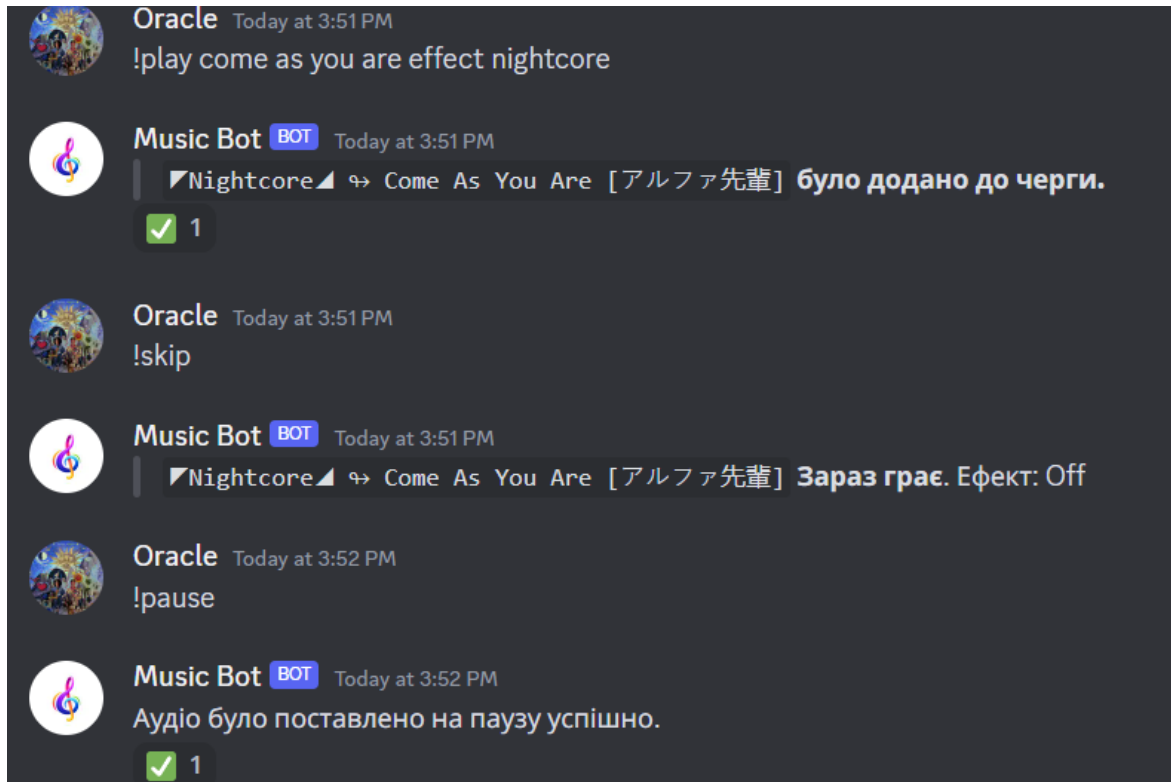 Oracle Today at 3:51 PM
!play come as you are effect nightcore
Music Bot BOT Today at 3:51 PM
◤Nightcore◢ ↬ Come As You Are [アルファ先輩] було додано до черги.
✅ 1
Oracle Today at 3:51 PM
!skip
Music Bot BOT Today at 3:51 PM
◤Nightcore◢ ↬ Come As You Are [アルファ先輩] Зараз грає. Ефект: Off
Oracle Today at 3:52 PM
!pause
Music Bot BOT Today at 3:52 PM
Аудіо було поставлено на паузу успішно.
✅ 1